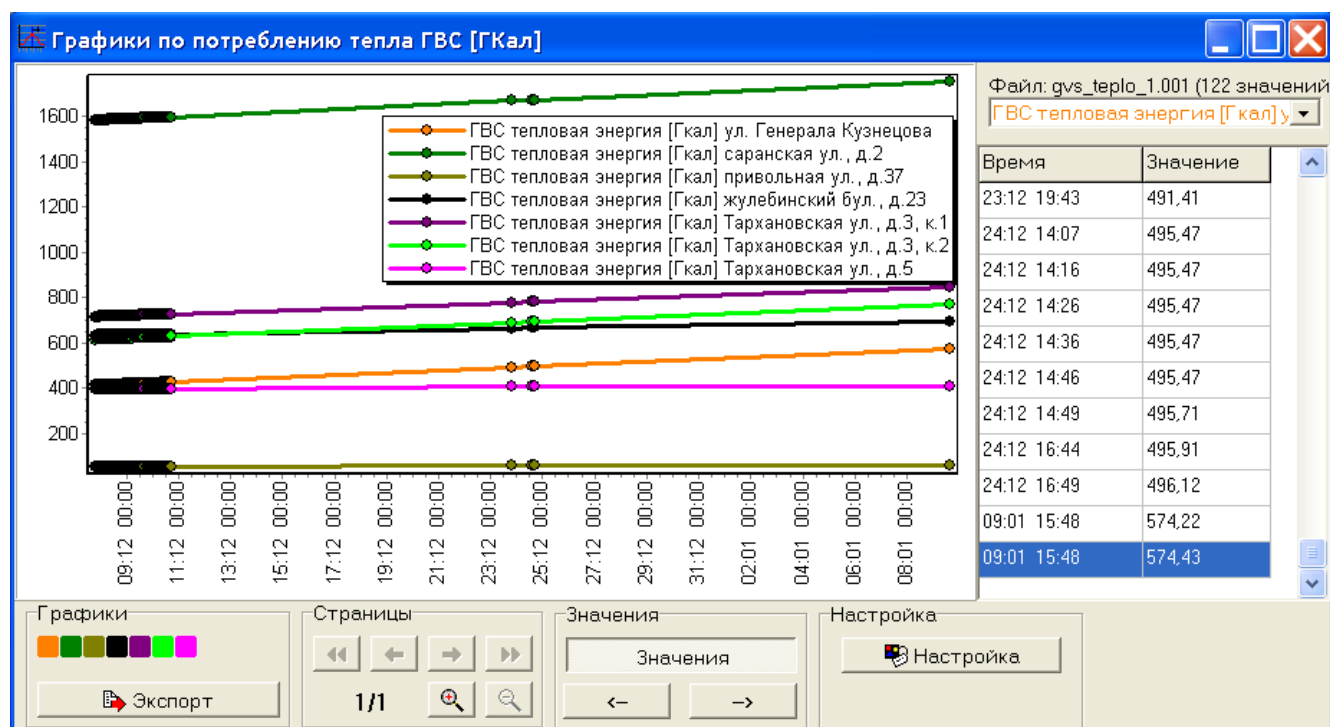 Графики по потреблению тепла ГВС [ГКал]
1600
1400
1200
1000
800
600
400
200
ГВС тепловая энергия [Гкал] ул. Генерала Кузнецова
ГВС тепловая энергия [Гкал] саранская ул., д.2
ГВС тепловая энергия [Гкал] привольная ул., д.37
ГВС тепловая энергия [Гкал] жулебинский бул., д.23
ГВС тепловая энергия [Гкал] Тархановская ул., д.3, к.1
ГВС тепловая энергия [Гкал] Тархановская ул., д.3, к.2
ГВС тепловая энергия [Гкал] Тархановская ул., д.5
09:12 00:00
11:12 00:00
13:12 00:00
15:12 00:00
17:12 00:00
19:12 00:00
21:12 00:00
23:12 00:00
25:12 00:00
27:12 00:00
29:12 00:00
31:12 00:00
02:01 00:00
04:01 00:00
06:01 00:00
08:01 00:00
Файл: gvs_teplo_1.001 (122 значений
ГВС тепловая энергия [Гкал] у
Время Значение
23:12 19:43 491,41
24:12 14:07 495,47
24:12 14:16 495,47
24:12 14:26 495,47
24:12 14:36 495,47
24:12 14:46 495,47
24:12 14:49 495,71
24:12 16:44 495,91
24:12 16:49 496,12
09:01 15:48 574,22
09:01 15:48 574,43
Графики
Экспорт
Страницы
1/1
Значения
Значения
<-
->
Настройка
Настройка